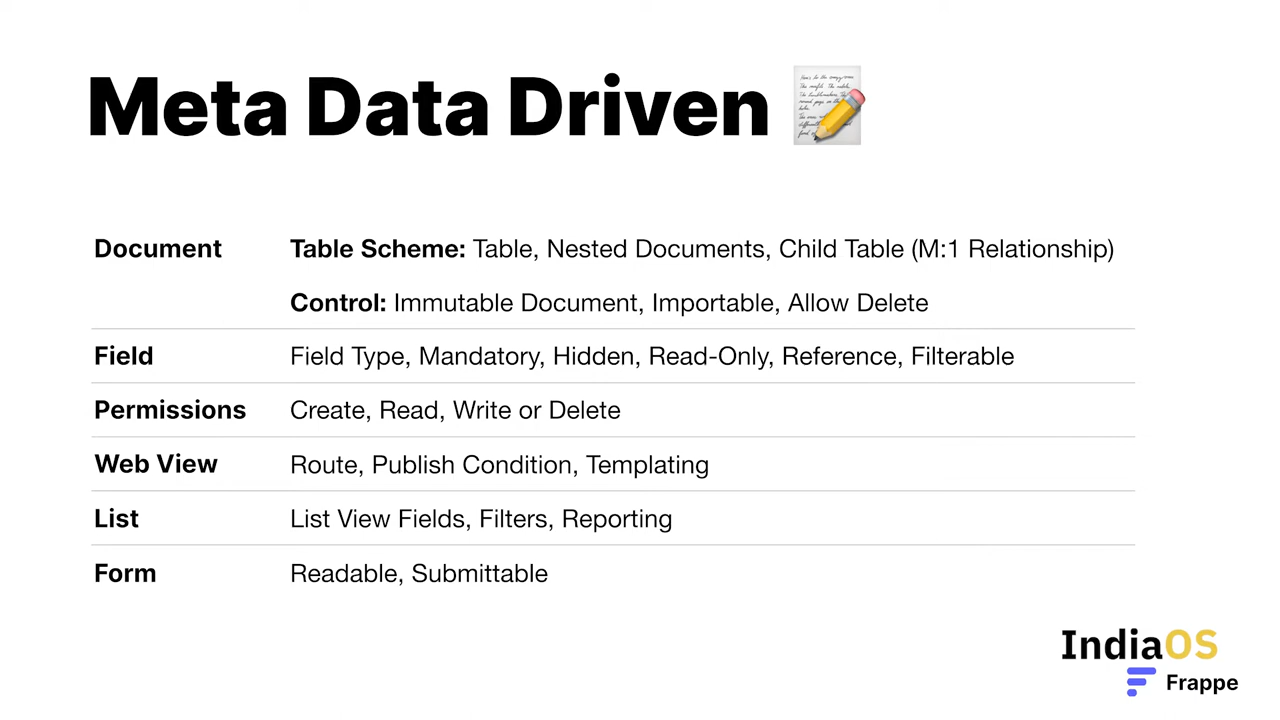 Meta Data Driven
Document Table Scheme: Table, Nested Documents, Child Table (M:1 Relationship)
Control: Immutable Document, Importable, Allow Delete
Field Field Type, Mandatory, Hidden, Read-Only, Reference, Filterable
Permissions Create, Read, Write or Delete
Web View Route, Publish Condition, Templating
List List View Fields, Filters, Reporting
Form Readable, Submittable
IndiaOS
Frappe